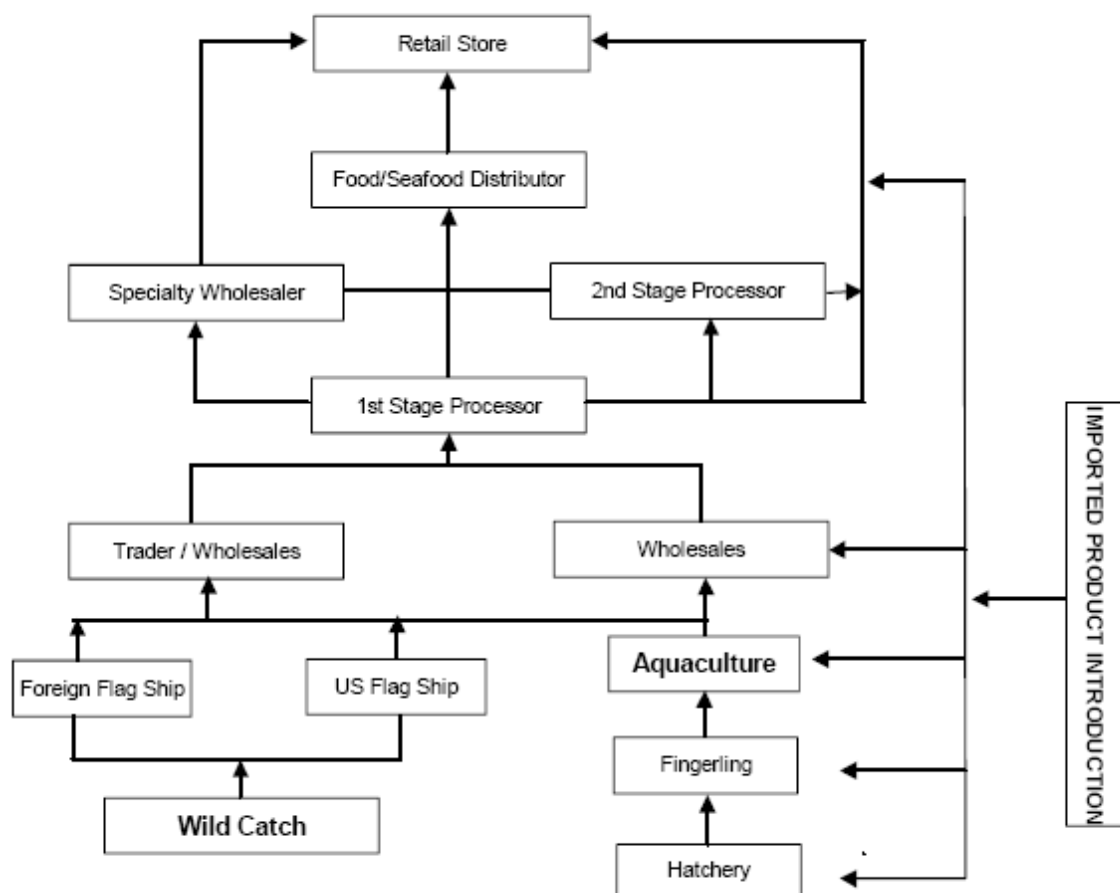 Retail Store
Food/Seafood Distributor
Specialty Wholesaler
2nd Stage Processor
1st Stage Processor
Trader / Wholesales
Wholesales
Foreign Flag Ship
US Flag Ship
Aquaculture
Fingerling
Wild Catch
Hatchery
IMPORTED PRODUCT INTRODUCTION